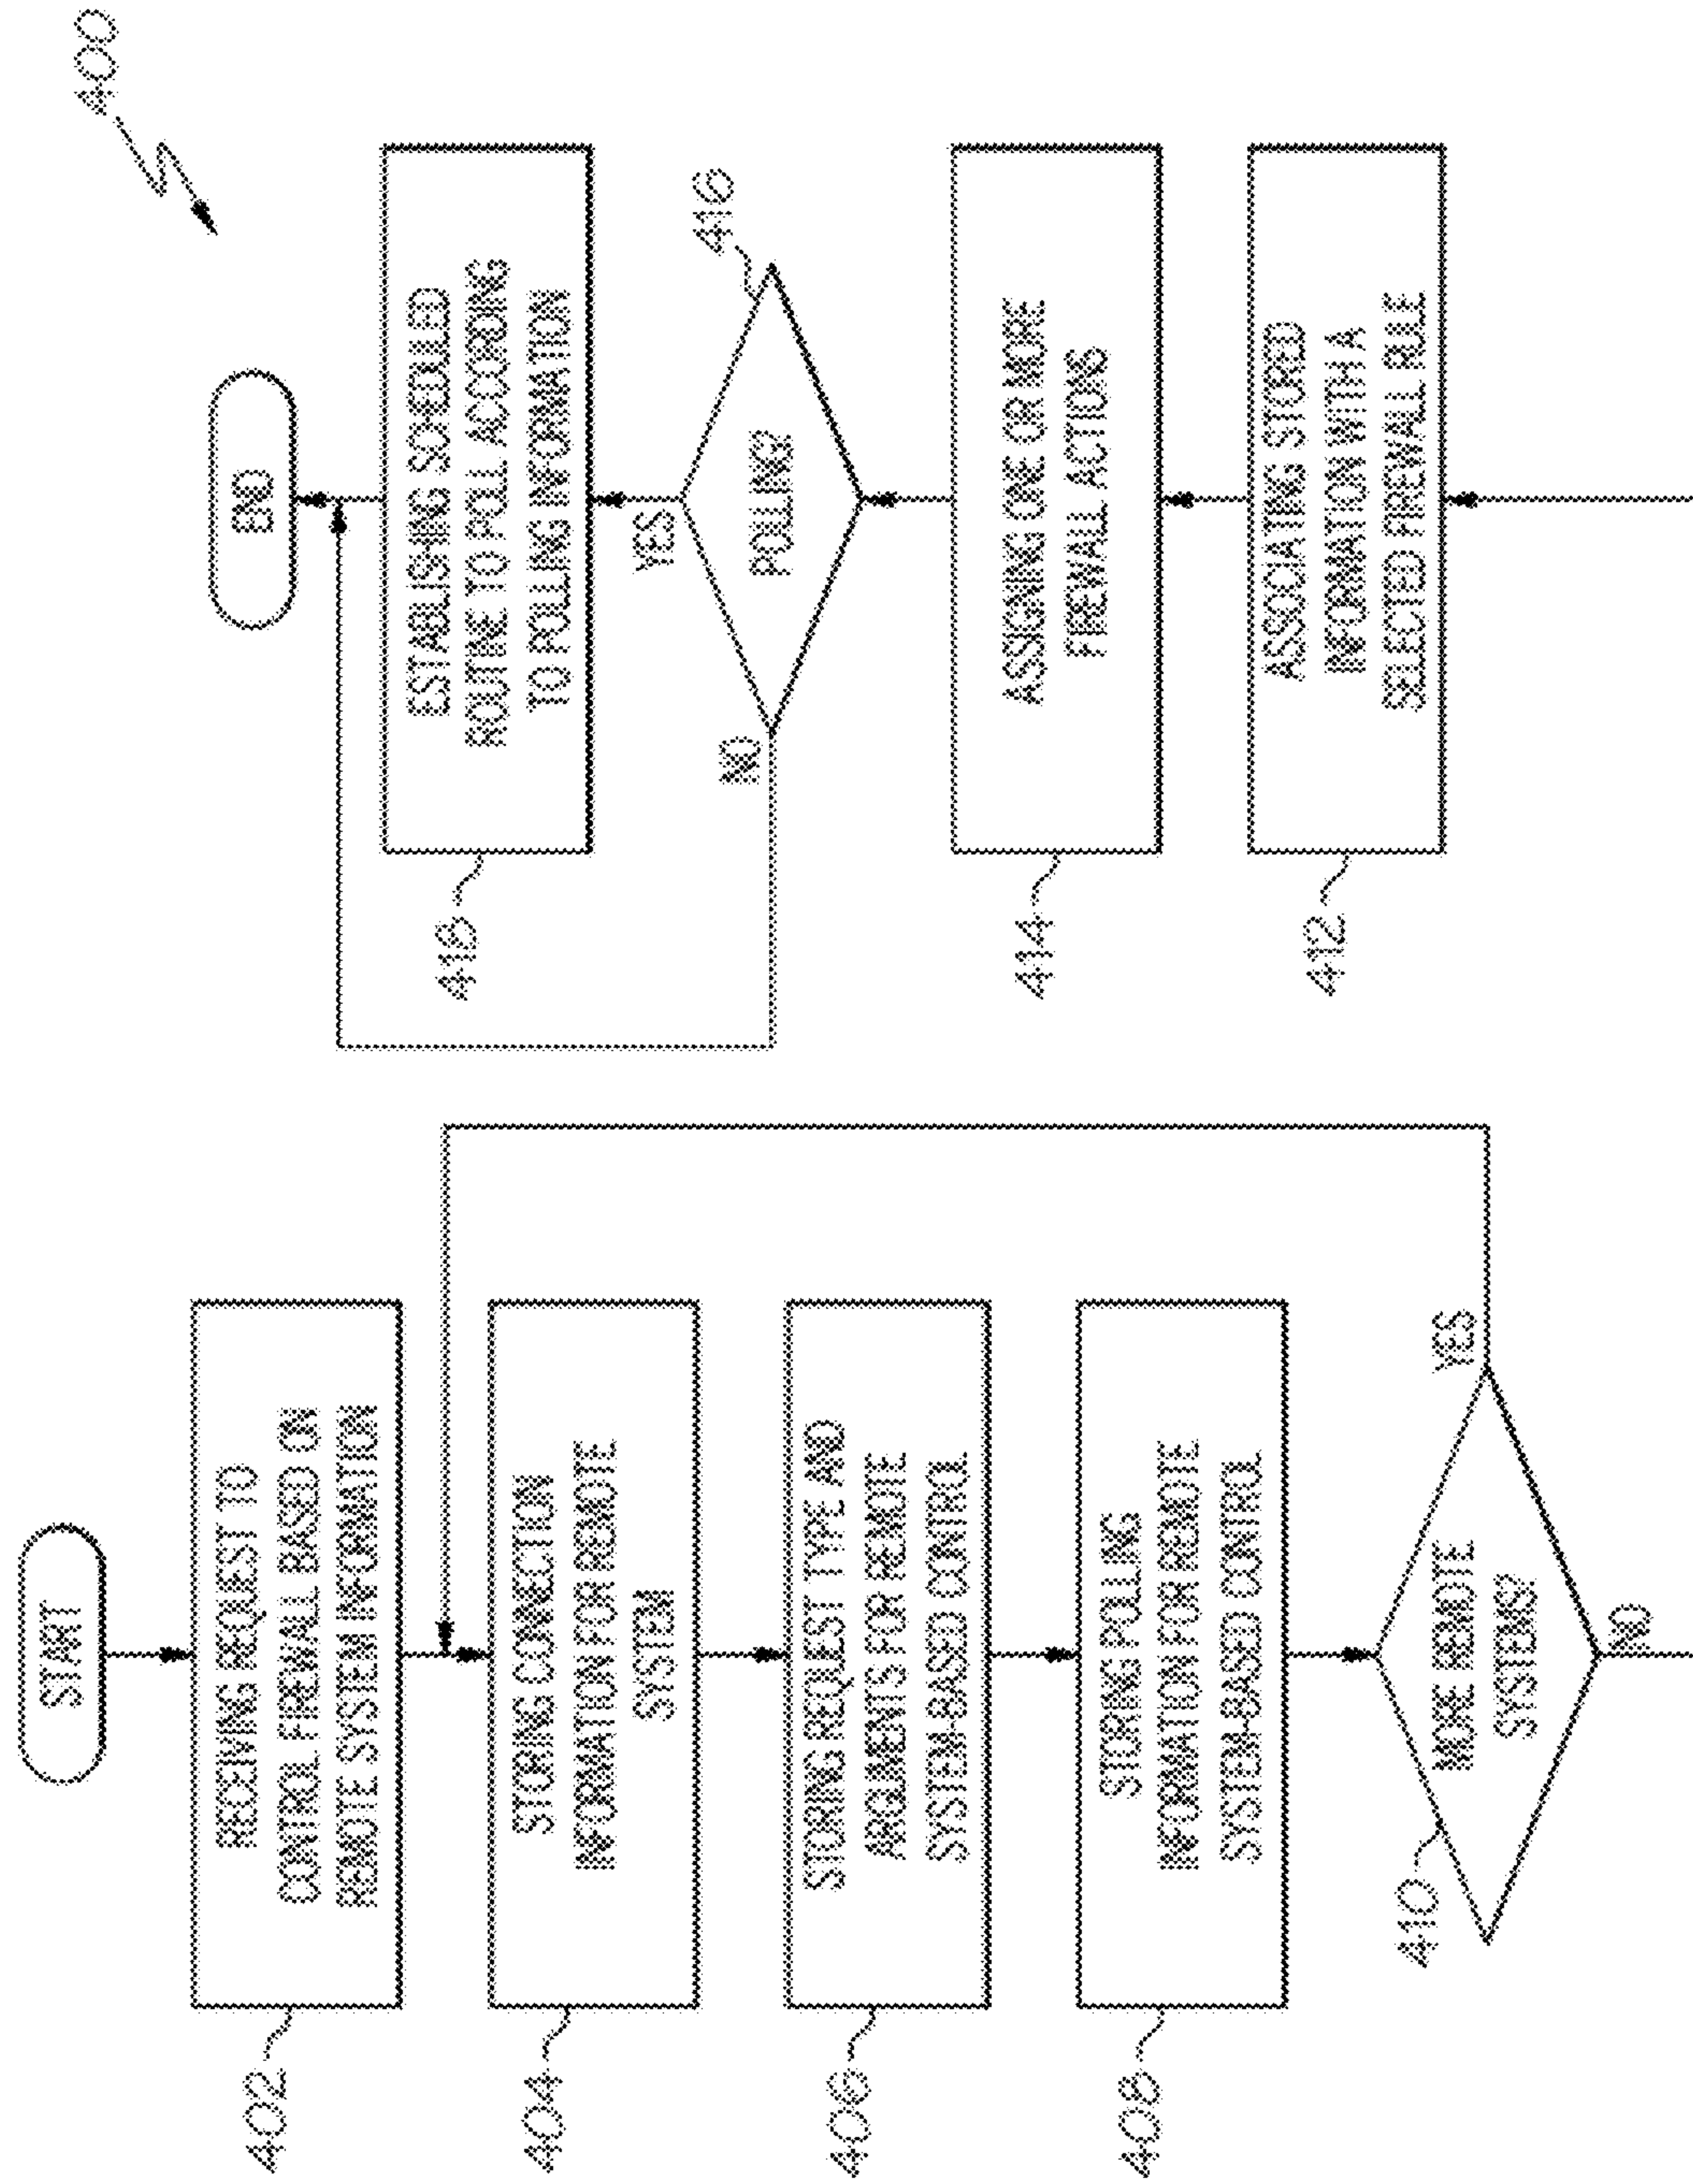 400
START
402
RECEIVING REQUEST TO
CONTROL FIREWALL BASED ON
REMOTE SYSTEM INFORMATION
404
STORING CONNECTION
INFORMATION FOR REMOTE
SYSTEM
406
STORING REQUEST TYPE AND
ARGUMENTS FOR REMOTE
SYSTEM-BASED CONTROL
408
STORING POLLING
INFORMATION FOR REMOTE
SYSTEM-BASED CONTROL
410
MORE REMOTE
SYSTEMS?
YES
NO
412
ASSOCIATING STORED
INFORMATION WITH A
SELECTED FIREWALL RULE
414
ASSIGNING ONE OR MORE
FIREWALL ACTIONS
416
POLLING?
NO
YES
418
ESTABLISHING SCHEDULED
ROUTINE TO POLL ACCORDING
TO POLLING INFORMATION
END